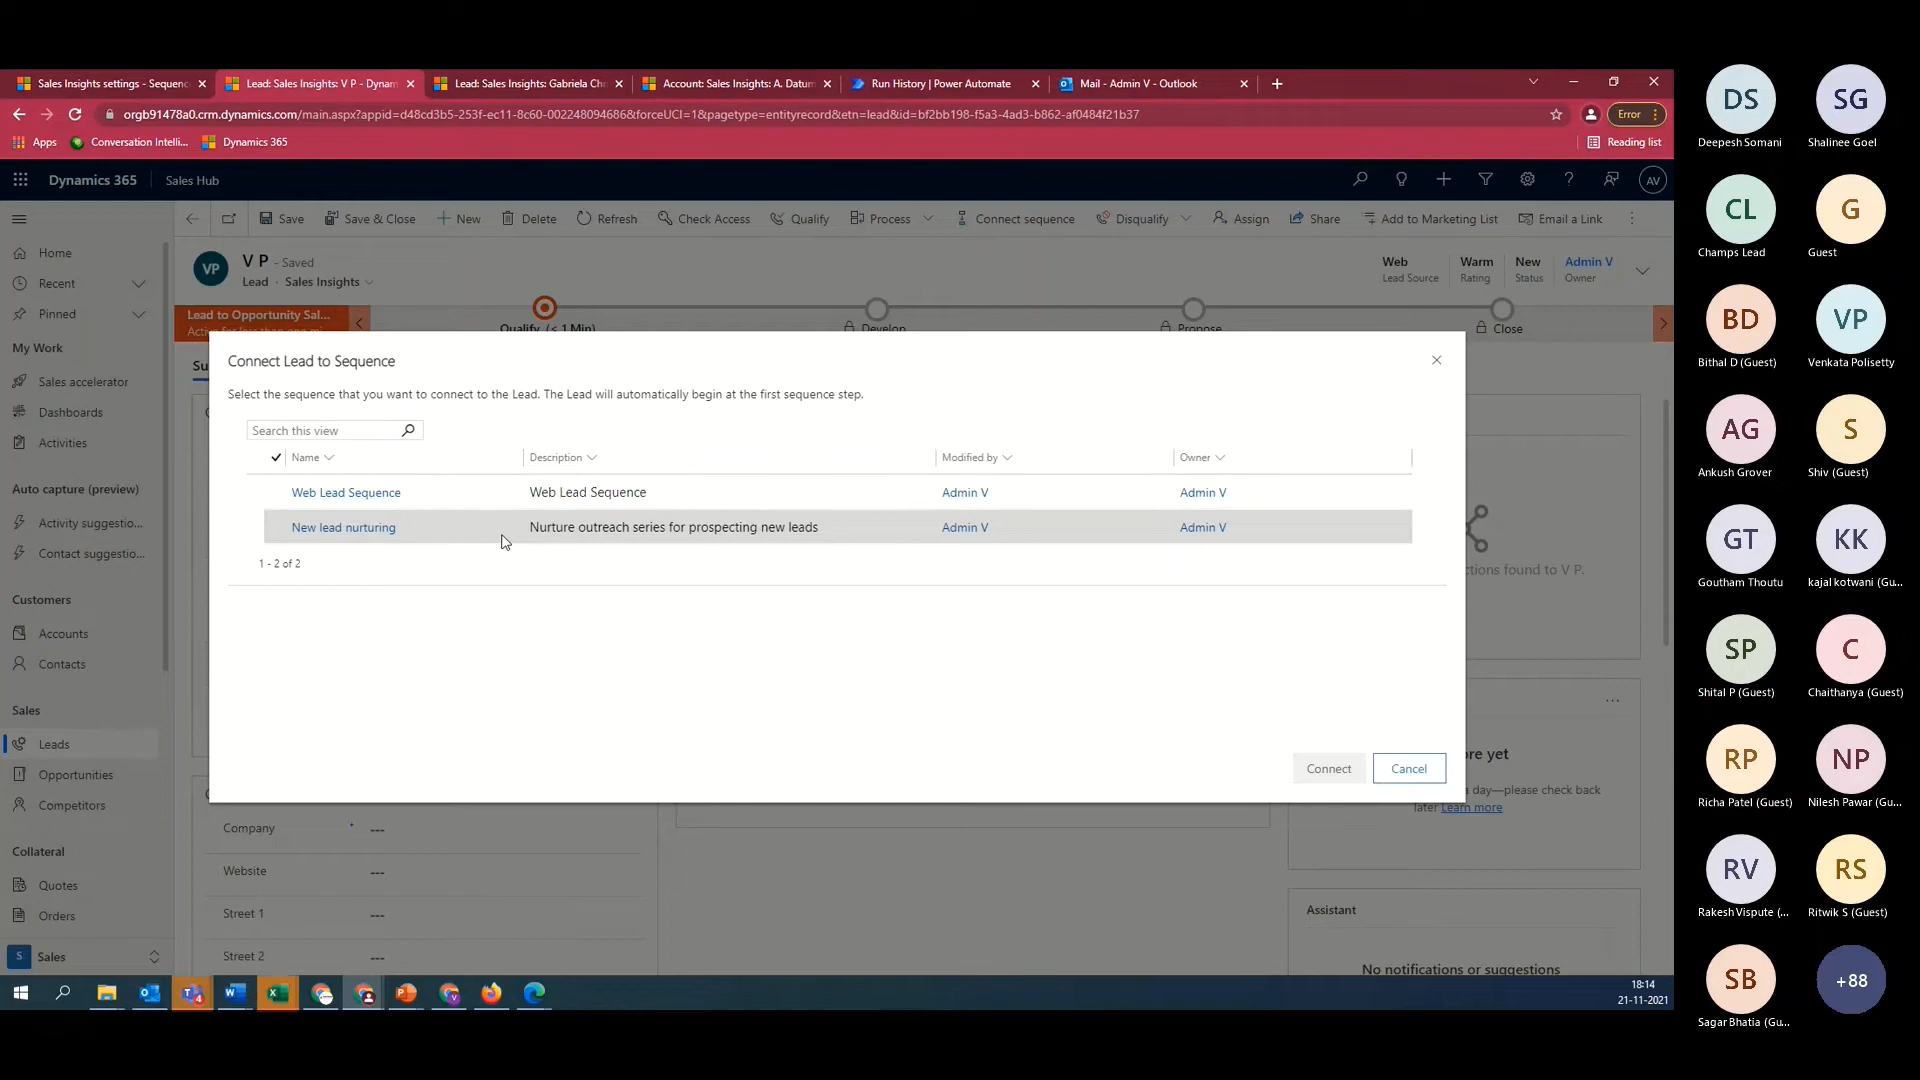 Sales Insights settings - Sequenc
Lead: Sales Insights: V P - Dynam
Lead: Sales Insights: Gabriela Chr
Account: Sales Insights: A. Datum
Run History | Power Automate
Mail - Admin V - Outlook
orgb91478a0.crm.dynamics.com/main.aspx?appid=d48cd3b5-253f-ec11-8c60-002248094686&forceUCI=1&pagetype=entityrecord&etn=lead&id=bf2bb198-f5a3-4ad3-b862-af0484f21b37
Error
Apps
Conversation Intelli...
Dynamics 365
Reading list
Dynamics 365
Sales Hub
AV
Save
Save & Close
New
Delete
Refresh
Check Access
Qualify
Process
Connect sequence
Disqualify
Assign
Share
Add to Marketing List
Email a Link
Home
Recent
Pinned
My Work
Sales accelerator
Dashboards
Activities
Auto capture (preview)
Activity suggestio...
Contact suggestio...
Customers
Accounts
Contacts
Sales
Leads
Opportunities
Competitors
Collateral
Quotes
Orders
S
Sales
VP
V P - Saved
Lead · Sales Insights
Web
Lead Source
Warm
Rating
New
Status
Admin V
Owner
Lead to Opportunity Sal...
Qualify (< 1 Min)
Develop
Propose
Close
Su
Connect Lead to Sequence
Select the sequence that you want to connect to the Lead. The Lead will automatically begin at the first sequence step.
Search this view
Name
Description
Modified by
Owner
Web Lead Sequence
Web Lead Sequence
Admin V
Admin V
New lead nurturing
Nurture outreach series for prospecting new leads
Admin V
Admin V
1 - 2 of 2
Connect
Cancel
ctions found to V P.
ore yet
a day—please check back
later Learn more
Company
---
Website
---
Street 1
---
Street 2
---
Assistant
No notifications or suggestions
18:14
21-11-2021
DS
Deepesh Somani
SG
Shalinee Goel
CL
Champs Lead
G
Guest
BD
Bithal D (Guest)
VP
Venkata Polisetty
AG
Ankush Grover
S
Shiv (Guest)
GT
Goutham Thoutu
KK
kajal kotwani (Gu...
SP
Shital P (Guest)
C
Chaithanya (Guest)
RP
Richa Patel (Guest)
NP
Nilesh Pawar (Gu...
RV
Rakesh Vispute (...
RS
Ritwik S (Guest)
SB
Sagar Bhatia (Gu...
+88